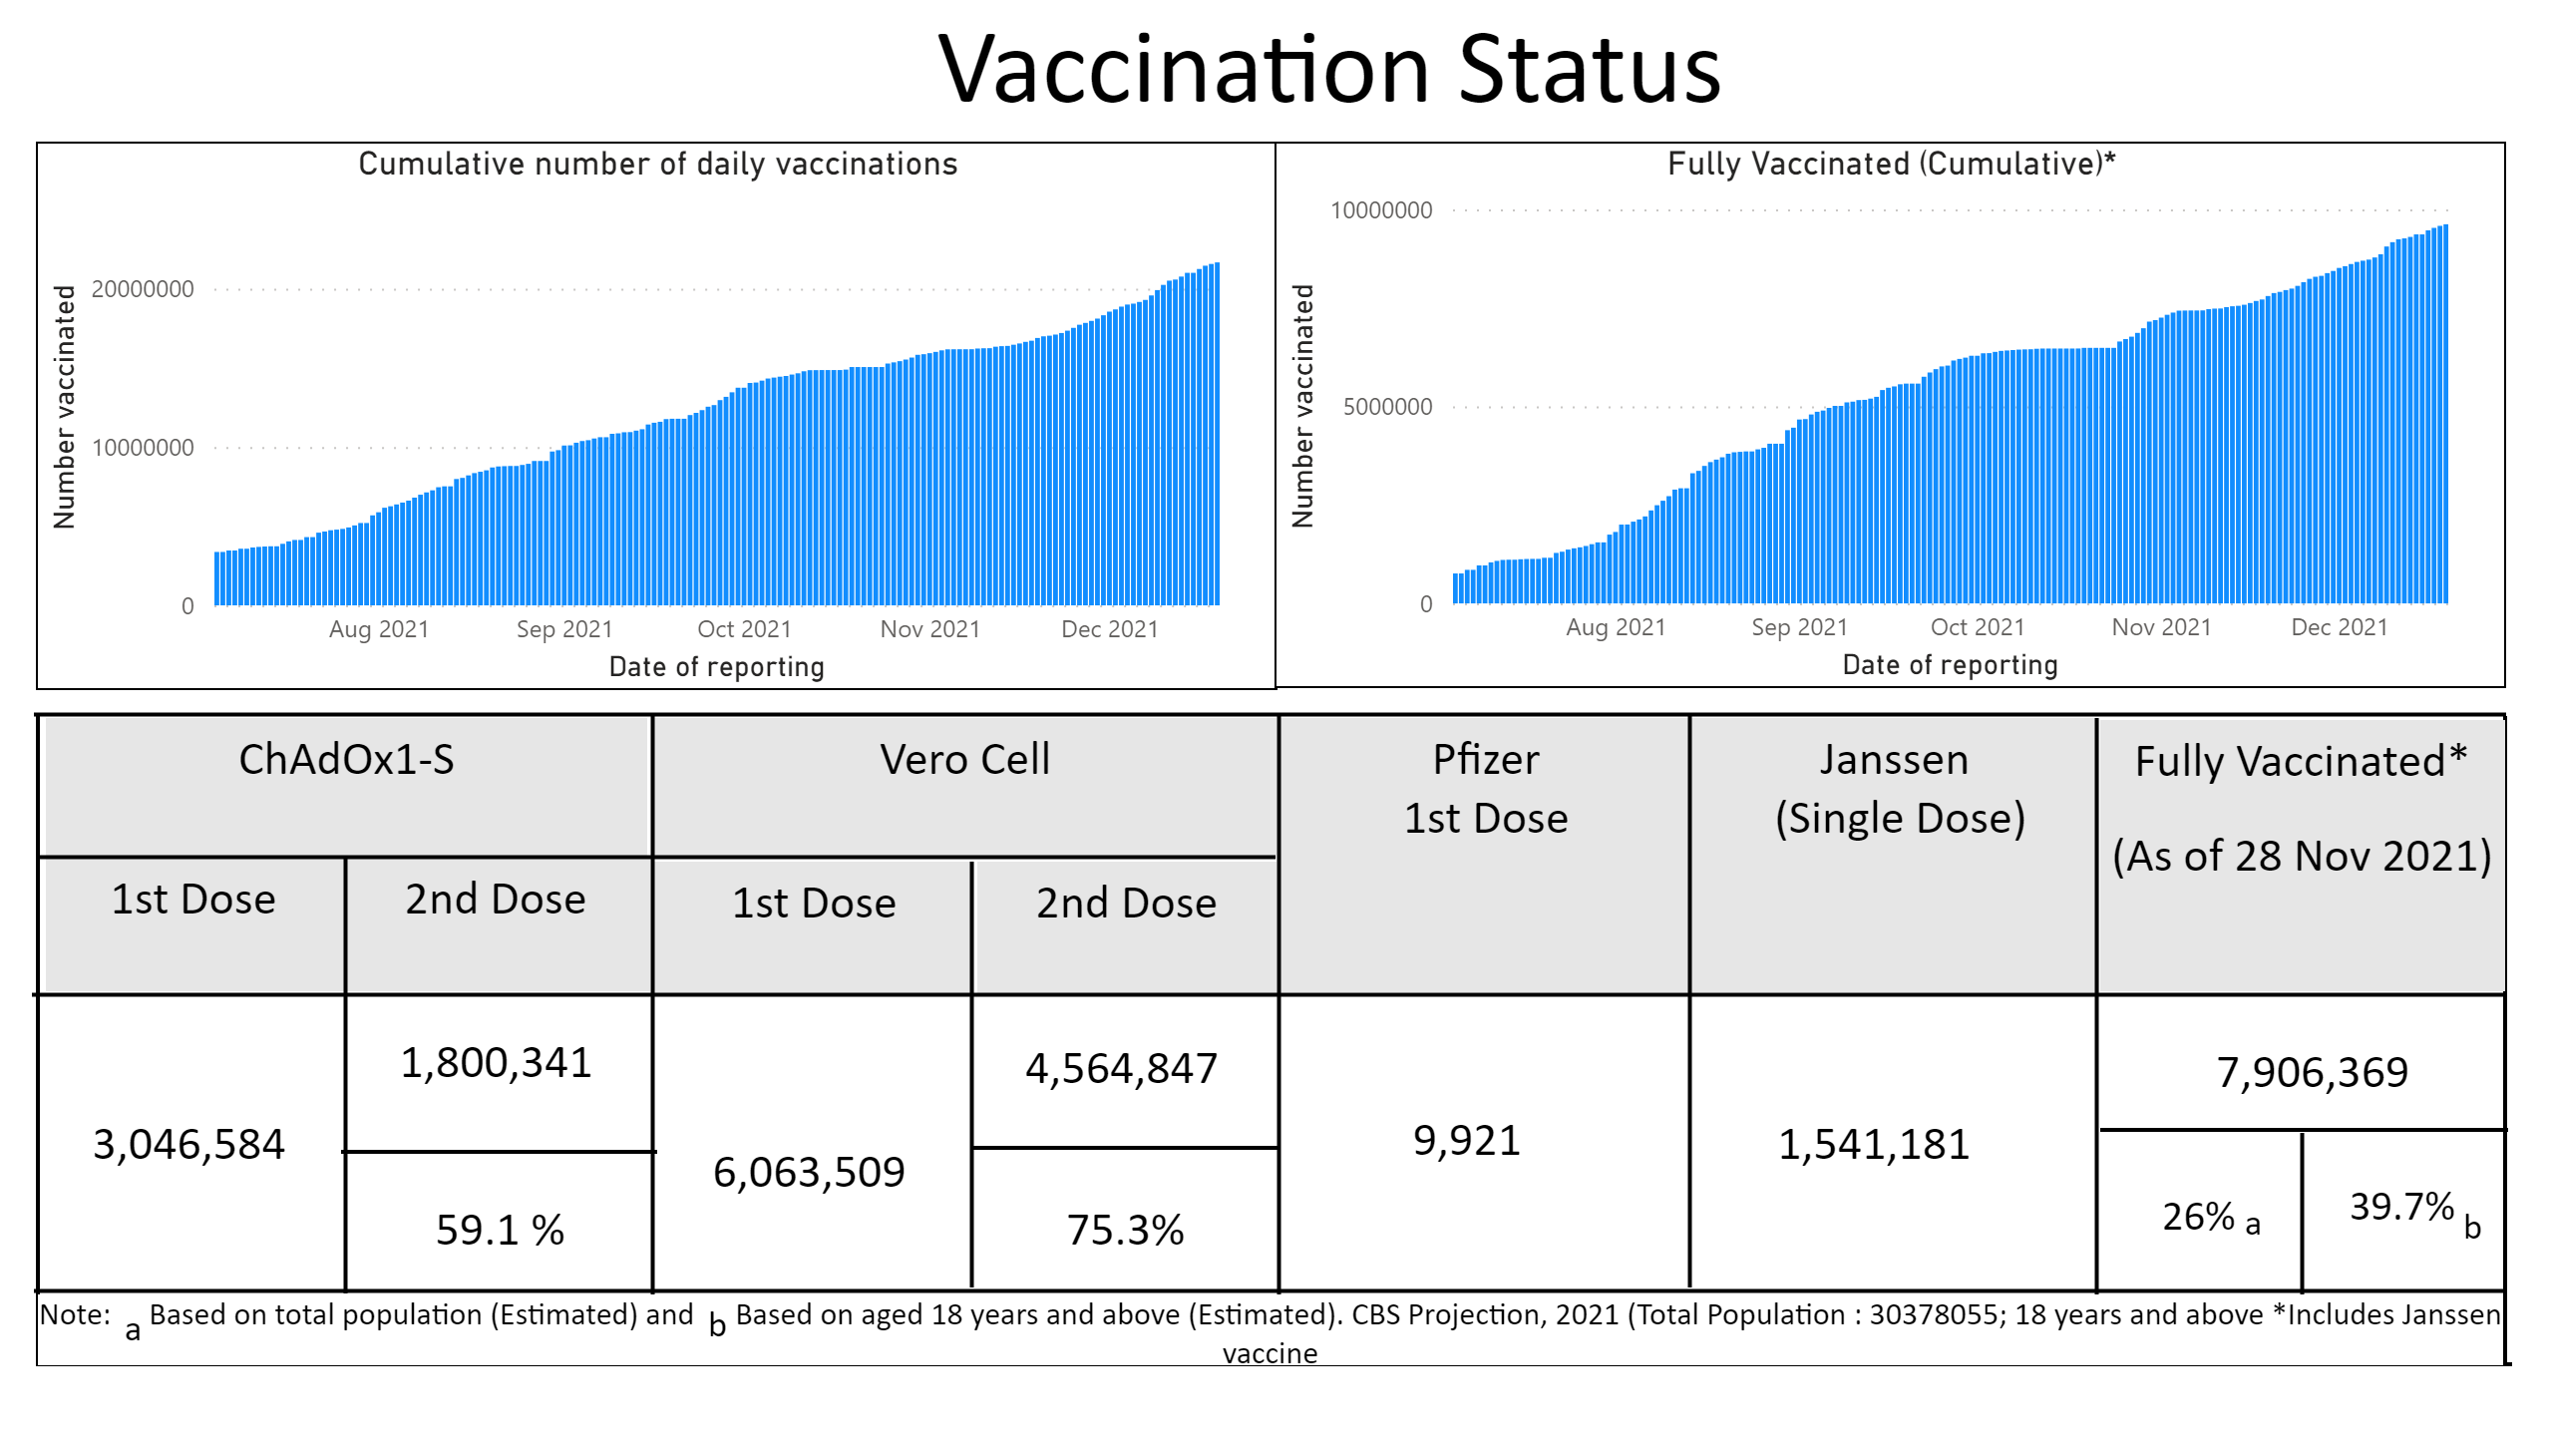 Vaccination Status
Cumulative number of daily vaccinations
Number vaccinated
20000000
10000000
0
Aug 2021 Sep 2021 Oct 2021 Nov 2021 Dec 2021
Date of reporting
Fully Vaccinated (Cumulative)*
Number vaccinated
10000000
5000000
0
Aug 2021 Sep 2021 Oct 2021 Nov 2021 Dec 2021
Date of reporting
ChAdOx1-S
Vero Cell
Pfizer
1st Dose
Janssen
(Single Dose)
Fully Vaccinated*
(As of 28 Nov 2021)
1st Dose
2nd Dose
1st Dose
2nd Dose
3,046,584
1,800,341
59.1 %
6,063,509
4,564,847
75.3%
9,921
1,541,181
7,906,369
26% a
39.7% b
Note: a Based on total population (Estimated) and b Based on aged 18 years and above (Estimated). CBS Projection, 2021 (Total Population : 30378055; 18 years and above *Includes Janssen
vaccine